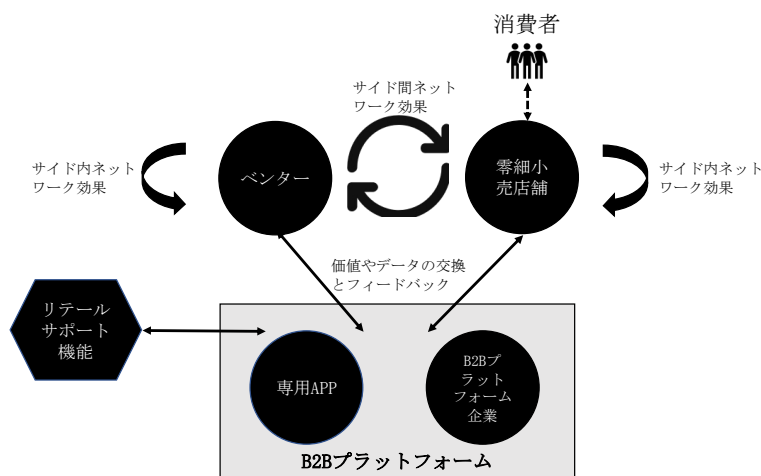 消費者
サイド間ネット
ワーク効果
サイド内ネット
ワーク効果
ベンター
零細小
売店舗
サイド内ネット
ワーク効果
価値やデータの交換
とフィードバック
リテール
サポート
機能
専用APP
B2Bプ
ラット
フォーム
企業
B2Bプラットフォーム